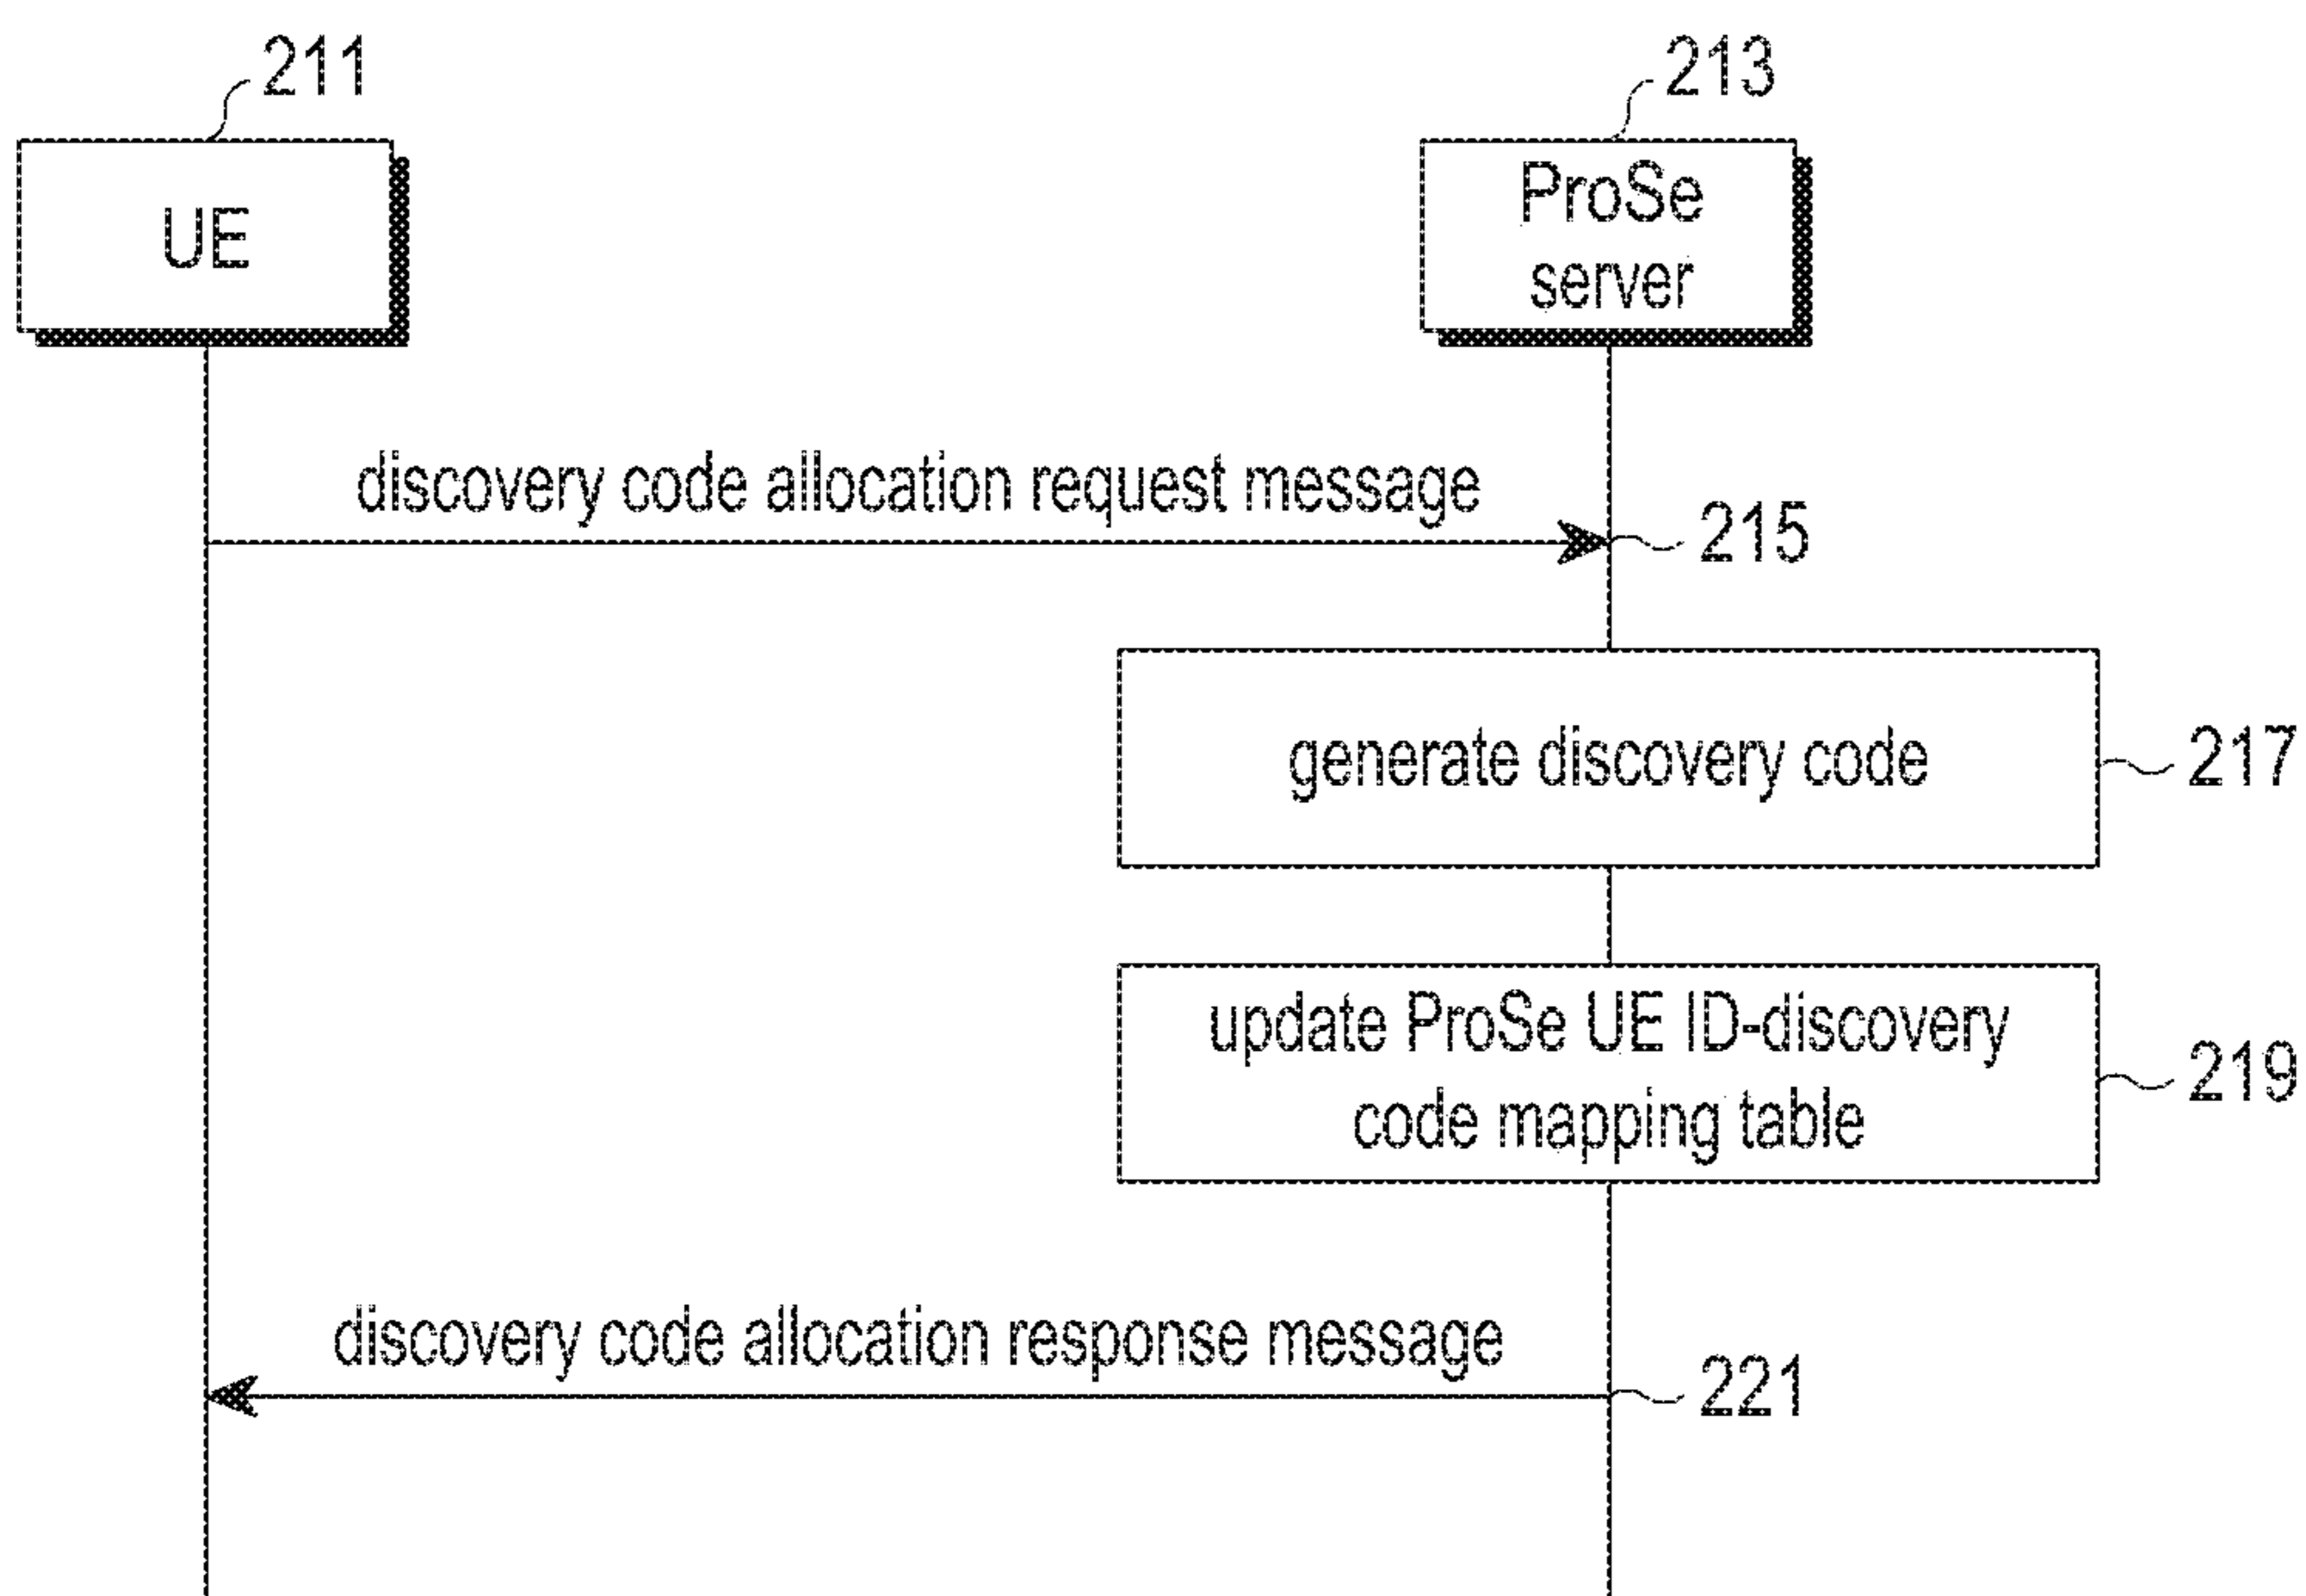 211
213
UE
ProSe
server
discovery code allocation request message
215
generate discovery code
217
update ProSe UE ID-discovery
code mapping table
219
discovery code allocation response message
221